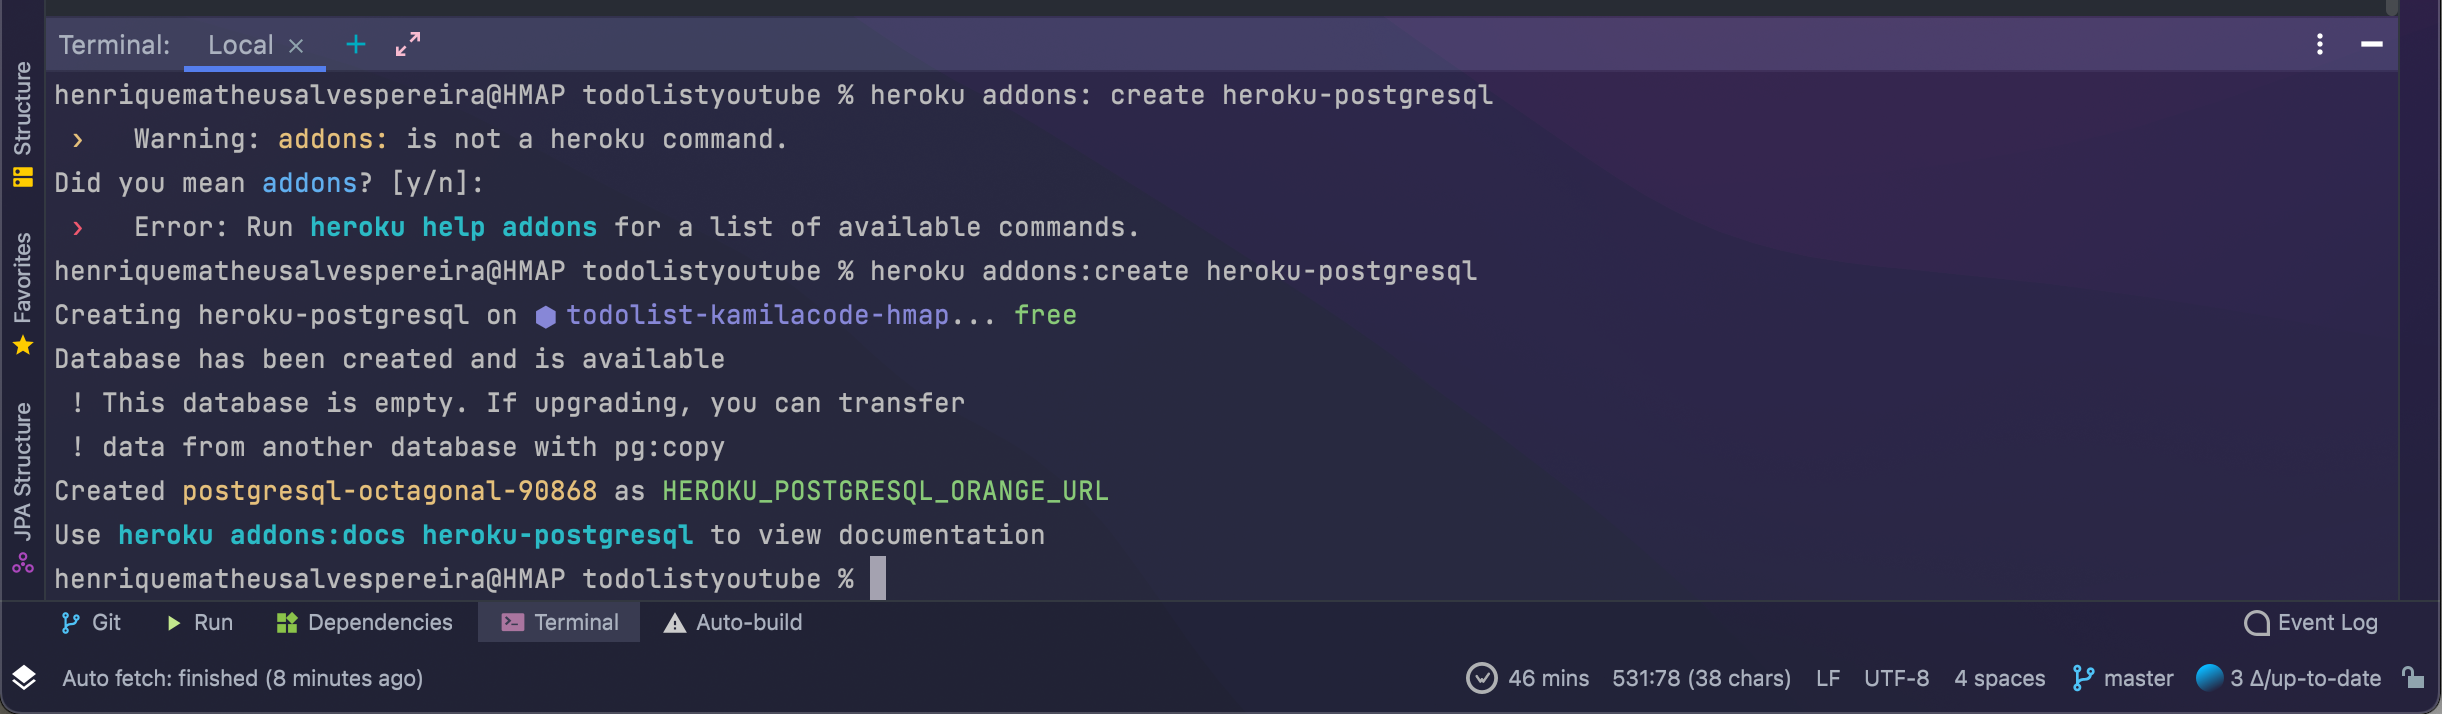 Terminal: Local × +
henriquematheusalvespereira@HMAP todolistyoutube % heroku addons: create heroku-postgresql
›   Warning: addons: is not a heroku command.
Did you mean addons? [y/n]:
›   Error: Run heroku help addons for a list of available commands.
henriquematheusalvespereira@HMAP todolistyoutube % heroku addons:create heroku-postgresql
Creating heroku-postgresql on ⬢ todolist-kamilacode-hmap... free
Database has been created and is available
! This database is empty. If upgrading, you can transfer
! data from another database with pg:copy
Created postgresql-octagonal-90868 as HEROKU_POSTGRESQL_ORANGE_URL
Use heroku addons:docs heroku-postgresql to view documentation
henriquematheusalvespereira@HMAP todolistyoutube %
Structure
Favorites
JPA Structure
Git Run Dependencies Terminal Auto-build Event Log
Auto fetch: finished (8 minutes ago) 46 mins 531:78 (38 chars) LF UTF-8 4 spaces master 3 Δ/up-to-date